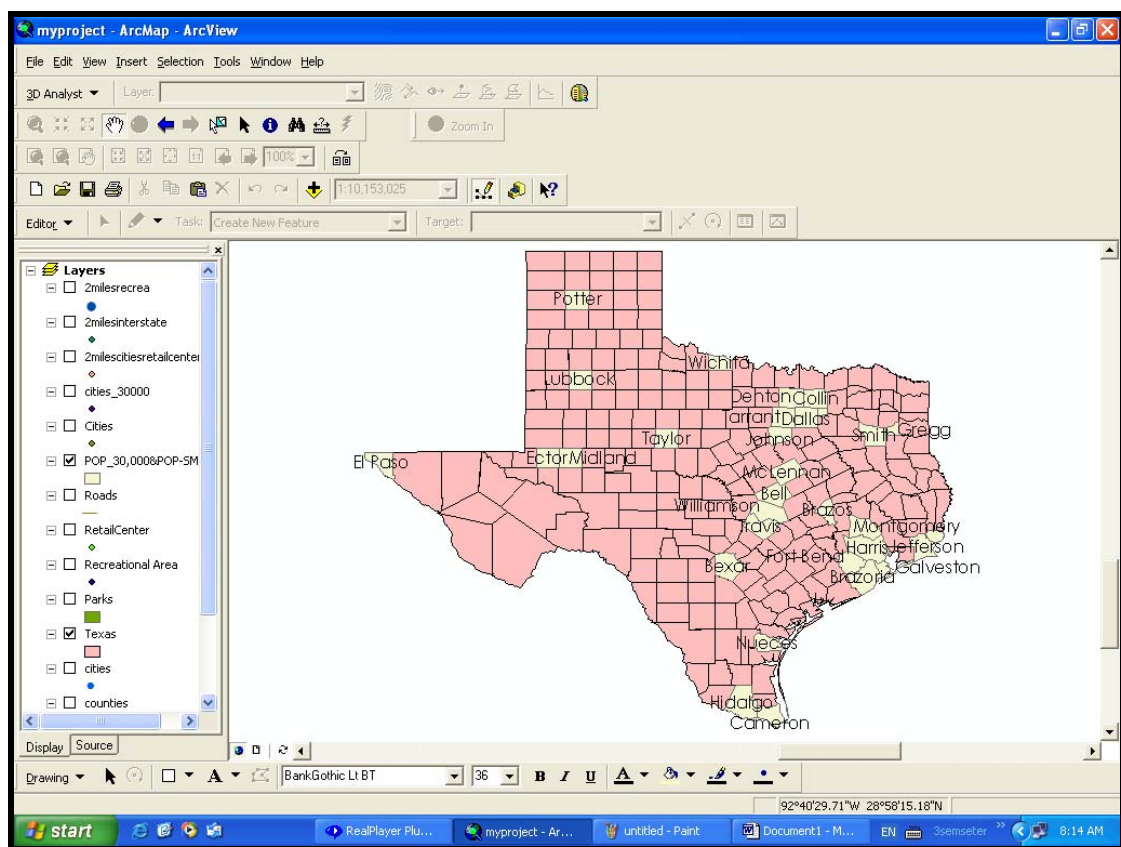 myproject - ArcMap - ArcView
File Edit View Insert Selection Tools Window Help
3D Analyst Layer:
Zoom In
100%
1:10,153,025
Editor Task: Create New Feature Target:
Layers
2milesrecrea
2milesinterstate
2milescitiesretailcenter
cities_30000
Cities
POP_30,000&POP-SM
Roads
RetailCenter
Recreational Area
Parks
Texas
cities
counties
Display Source
Potter
Wichita
Lubbock
Denton Collin
Tarrant Dallas
Taylor Johnson Smith Gregg
El Paso Ector Midland
McLennan
Bell
Williamson Brazos
Travis Montgomery
Harris Jefferson
Bexar Fort Bend Galveston
Brazoria
Nueces
Hidalgo
Cameron
Drawing A BankGothic Lt BT 36 B I U A
92°40'29.71"W 28°58'15.18"N
start RealPlayer Plu... myproject - Ar... untitled - Paint Document1 - M... EN 3semseter 8:14 AM